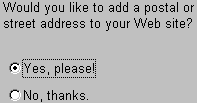 Would you like to add a postal or
street address to your Web site?
Yes, please!
No, thanks.